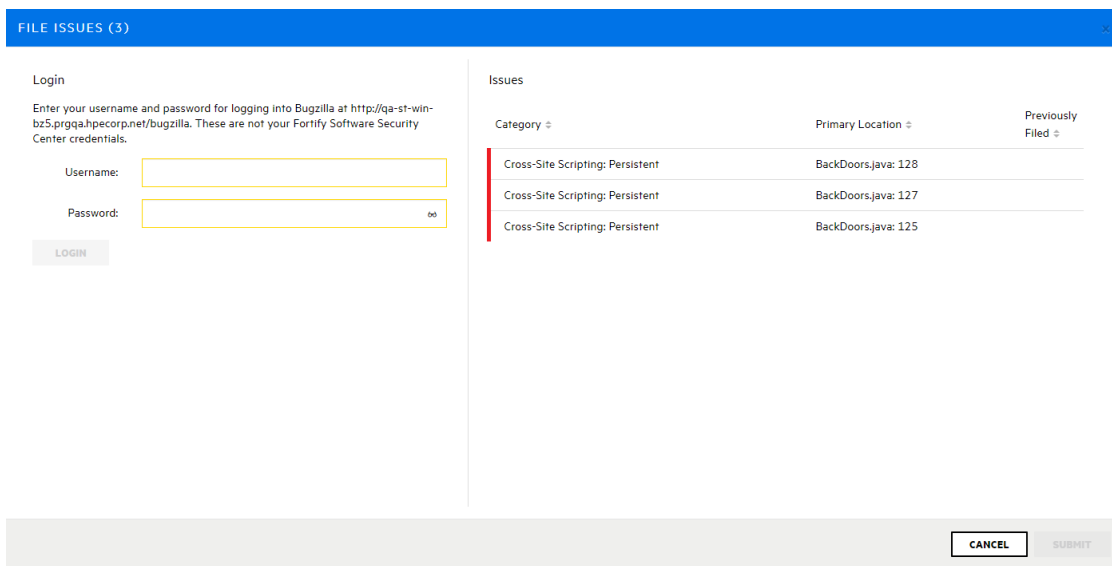 FILE ISSUES (3)
Login
Enter your username and password for logging into Bugzilla at http://qa-st-win-
bz5.prgqa.hpecorp.net/bugzilla. These are not your Fortify Software Security
Center credentials.
Username:
Password:
LOGIN
Issues
Category Primary Location Previously
Filed
Cross-Site Scripting: Persistent BackDoors.java: 128
Cross-Site Scripting: Persistent BackDoors.java: 127
Cross-Site Scripting: Persistent BackDoors.java: 125
CANCEL SUBMIT